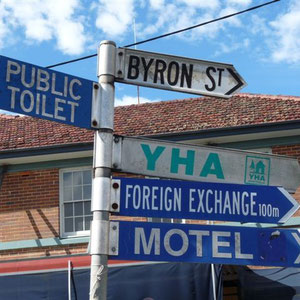 PUBLIC
TOILET
BYRON ST
YHA
YHA
FOREIGN EXCHANGE 100m
MOTEL